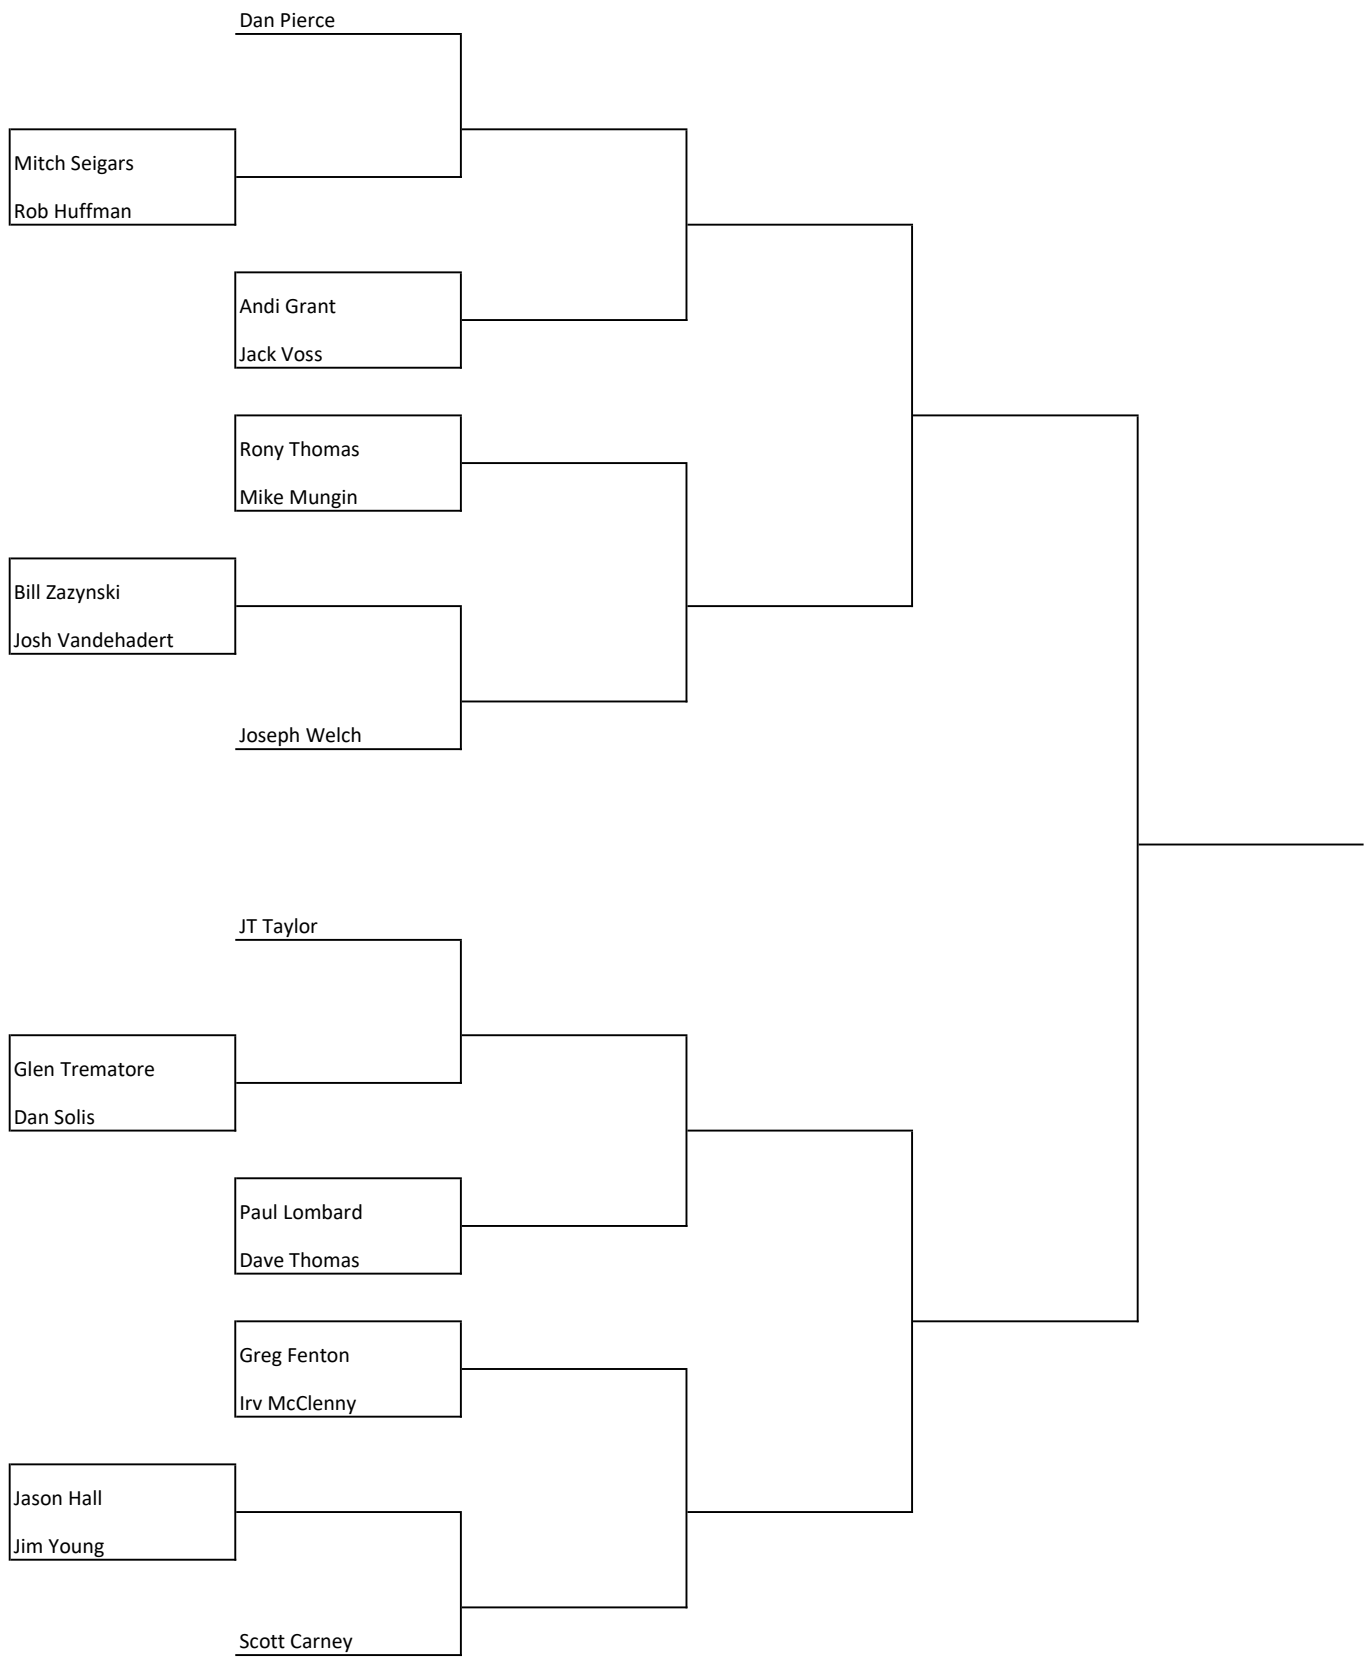 Dan Pierce
Mitch Seigars
Rob Huffman
Andi Grant
Jack Voss
Rony Thomas
Mike Mungin
Bill Zazynski
Josh Vandehadert
Joseph Welch
JT Taylor
Glen Trematore
Dan Solis
Paul Lombard
Dave Thomas
Greg Fenton
Irv McClenny
Jason Hall
Jim Young
Scott Carney